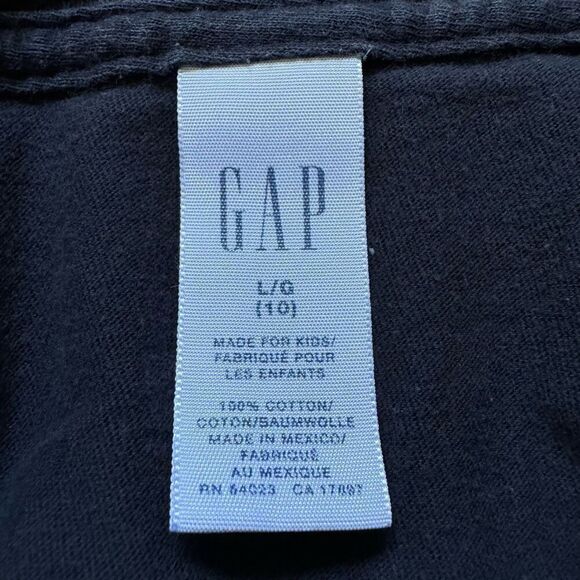 GAP
L/G
(10)
MADE FOR KIDS/
FABRIQUÉ POUR
LES ENFANTS
100% COTTON/
COTON/BAUMWOLLE
MADE IN MEXICO/
FABRIQUÉ
AU MEXIQUE
RN 54023 CA